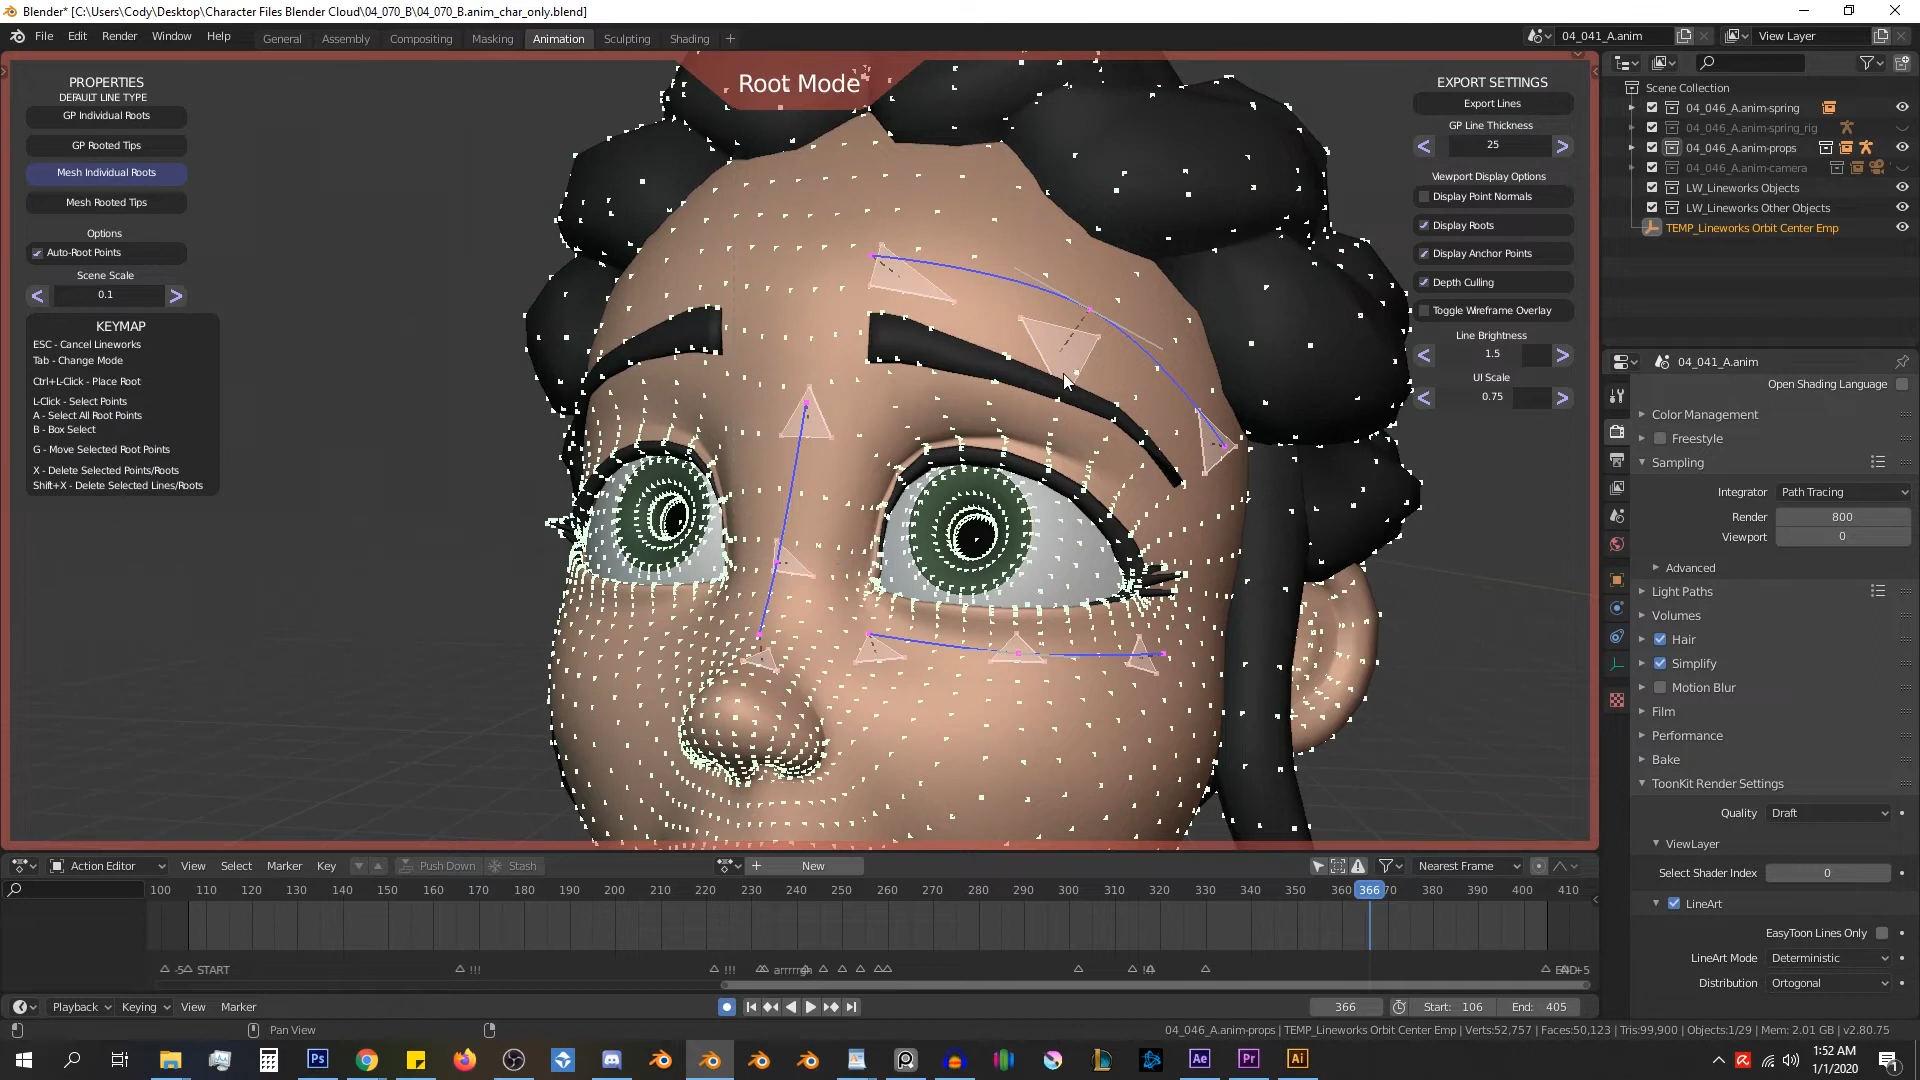 Blender* [C:\Users\Cody\Desktop\Character Files Blender Cloud\04_070_B\04_070_B.anim_char_only.blend]
File Edit Render Window Help General Assembly Compositing Masking Animation Sculpting Shading + 04_041_A.anim View Layer
Root Mode
PROPERTIES
DEFAULT LINE TYPE
GP Individual Roots
GP Rooted Tips
Mesh Individual Roots
Mesh Rooted Tips
Options
Auto-Root Points
Scene Scale
< 0.1 >
KEYMAP
ESC - Cancel Lineworks
Tab - Change Mode
Ctrl+L-Click - Place Root
L-Click - Select Points
A - Select All Root Points
B - Box Select
G - Move Selected Root Points
X - Delete Selected Points/Roots
Shift+X - Delete Selected Lines/Roots
EXPORT SETTINGS
Export Lines
GP Line Thickness
< 25 >
Viewport Display Options
Display Point Normals
Display Roots
Display Anchor Points
Depth Culling
Toggle Wireframe Overlay
Line Brightness
< 1.5 >
UI Scale
< 0.75 >
Scene Collection
04_046_A.anim-spring
04_046_A.anim-spring_rig
04_046_A.anim-props
04_046_A.anim-camera
LW_Lineworks Objects
LW_Lineworks Other Objects
TEMP_Lineworks Orbit Center Emp
04_041_A.anim
Open Shading Language
Color Management
Freestyle
Sampling
Integrator Path Tracing
Render 800
Viewport 0
Advanced
Light Paths
Volumes
Hair
Simplify
Motion Blur
Film
Performance
Bake
ToonKit Render Settings
Quality Draft
ViewLayer
Select Shader Index 0
LineArt
EasyToon Lines Only
LineArt Mode Deterministic
Distribution Ortogonal
Action Editor View Select Marker Key Push Down Stash + New Nearest Frame
100 110 120 130 140 150 160 170 180 190 200 210 220 230 240 250 260 270 280 290 300 310 320 330 340 350 360 366 70 380 390 400 410
-5 START !!! !!! arrrrrgh END+5
Playback Keying View Marker 366 Start: 106 End: 405
Pan View 04_046_A.anim-props | TEMP_Lineworks Orbit Center Emp | Verts:52,757 | Faces:50,123 | Tris:99,900 | Objects:1/29 | Mem: 2.01 GB | v2.80.75
Ps Ae Pr Ai 1:52 AM
1/1/2020